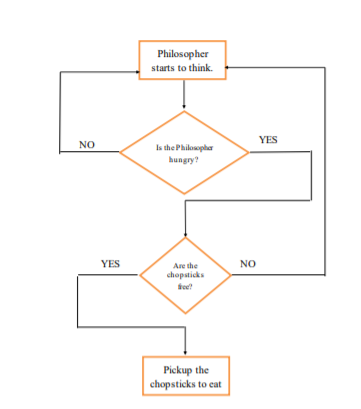 Philosopher
starts to think.
NO
Is the Philosopher
hungry?
YES
YES
Are the
chopsticks
free?
NO
Pickup the
chopsticks to eat